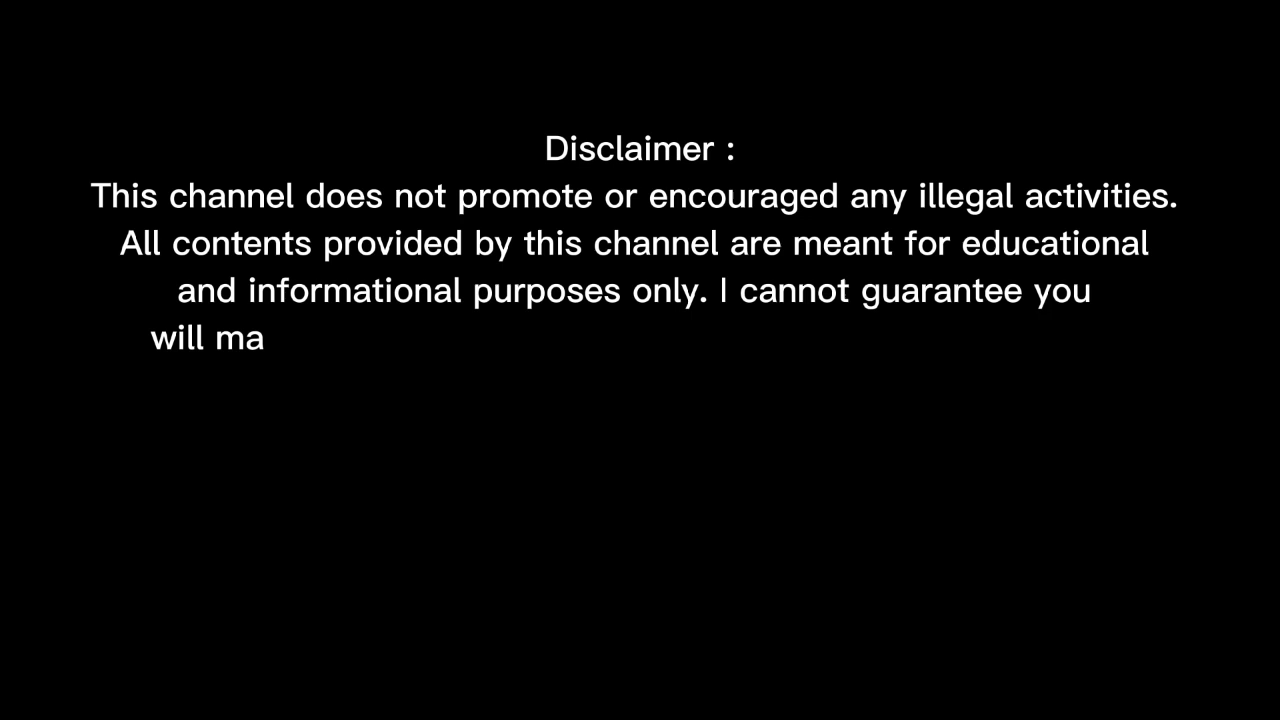 Disclaimer :
This channel does not promote or encouraged any illegal activities.
All contents provided by this channel are meant for educational
and informational purposes only. I cannot guarantee you
will ma